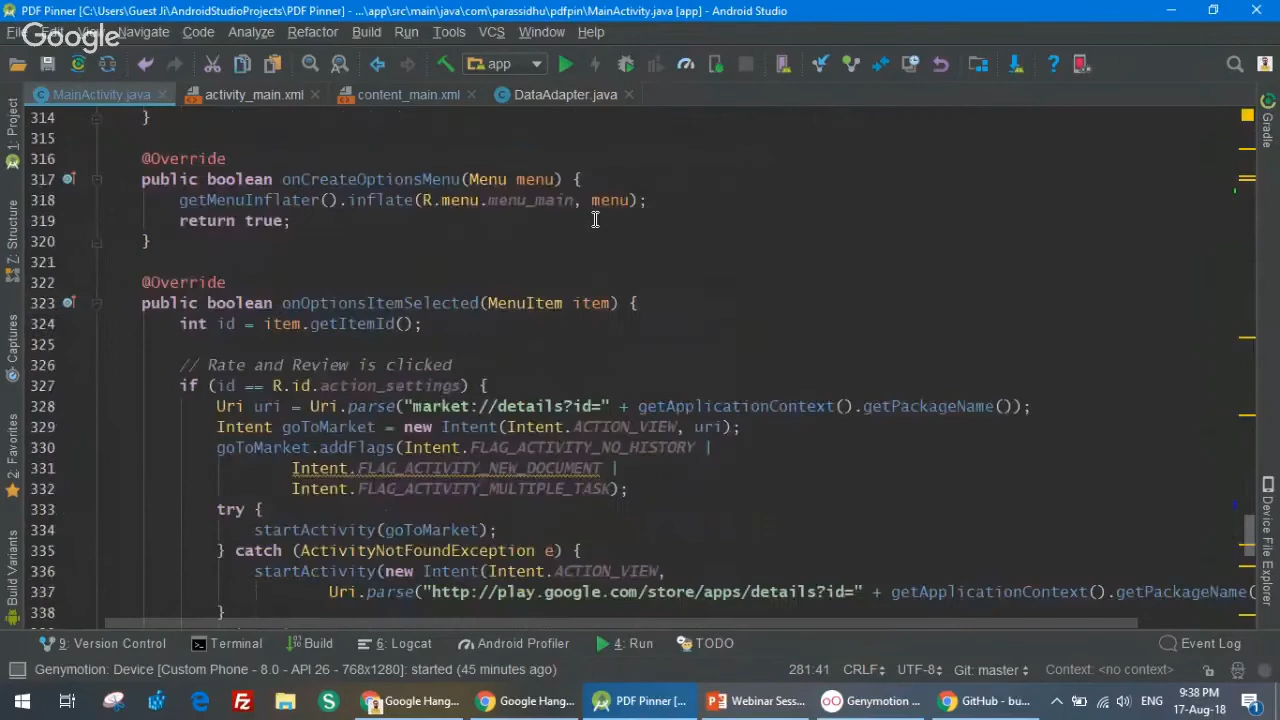 PDF Pinner [C:\Users\Guest Ji\AndroidStudioProjects\PDF Pinner] - ...\app\src\main\java\com\parassidhu\pdfpin\MainActivity.java [app] - Android Studio
Google
Navigate Code Analyze Refactor Build Run Tools VCS Window Help
app
MainActivity.java activity_main.xml content_main.xml DataAdapter.java
1: Project
Z: Structure
Captures
2: Favorites
Build Variants
Gradle
Device File Explorer
314 }
315
316 @Override
317 public boolean onCreateOptionsMenu(Menu menu) {
318 getMenuInflater().inflate(R.menu.menu_main, menu);
319 return true;
320 }
321
322 @Override
323 public boolean onOptionsItemSelected(MenuItem item) {
324 int id = item.getItemId();
325
326 // Rate and Review is clicked
327 if (id == R.id.action_settings) {
328 Uri uri = Uri.parse("market://details?id=" + getApplicationContext().getPackageName());
329 Intent goToMarket = new Intent(Intent.ACTION_VIEW, uri);
330 goToMarket.addFlags(Intent.FLAG_ACTIVITY_NO_HISTORY |
331 Intent.FLAG_ACTIVITY_NEW_DOCUMENT |
332 Intent.FLAG_ACTIVITY_MULTIPLE_TASK);
333 try {
334 startActivity(goToMarket);
335 } catch (ActivityNotFoundException e) {
336 startActivity(new Intent(Intent.ACTION_VIEW,
337 Uri.parse("http://play.google.com/store/apps/details?id=" + getApplicationContext().getPackageName(
338 }
9: Version Control Terminal Build 6: Logcat Android Profiler 4: Run TODO Event Log
Genymotion: Device [Custom Phone - 8.0 - API 26 - 768x1280]: started (45 minutes ago) 281:41 CRLF UTF-8 Git: master Context: <no context>
Google Hang... Google Hang... PDF Pinner [... Webinar Sess... Genymotion ... GitHub - bu... ENG 9:38 PM
17-Aug-18